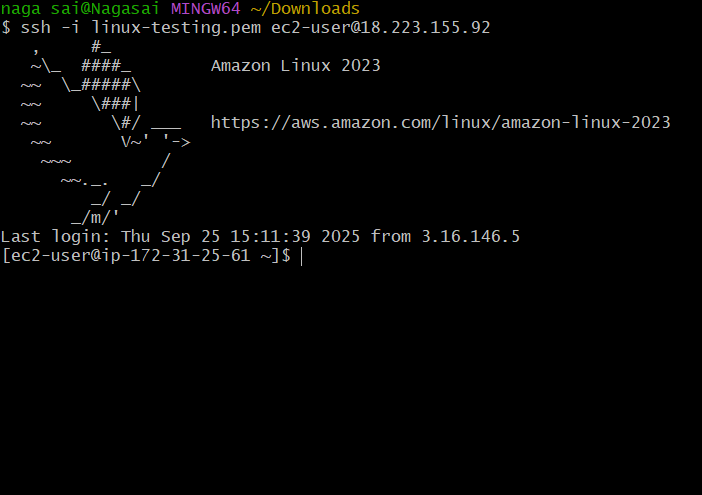 naga sai@Nagasai MINGW64 ~/Downloads
$ ssh -i linux-testing.pem ec2-user@18.223.155.92
   ,     #_
   ~\_  ####_        Amazon Linux 2023
  ~~  \_#####\
  ~~     \###|
  ~~       \#/ ___   https://aws.amazon.com/linux/amazon-linux-2023
   ~~       V~' '->
    ~~~         /
      ~~._.   _/
         _/ _/
       _/m/'
Last login: Thu Sep 25 15:11:39 2025 from 3.16.146.5
[ec2-user@ip-172-31-25-61 ~]$